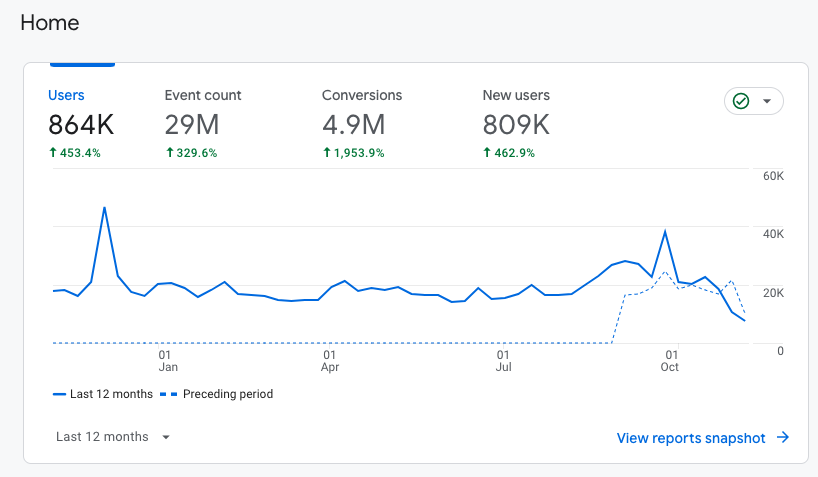 Home
Users Event count Conversions New users
864K 29M 4.9M 809K
453.4% 329.6% 1,953.9% 462.9%
60K
40K
20K
0
01 01 01 01
Jan Apr Jul Oct
Last 12 months Preceding period
Last 12 months View reports snapshot